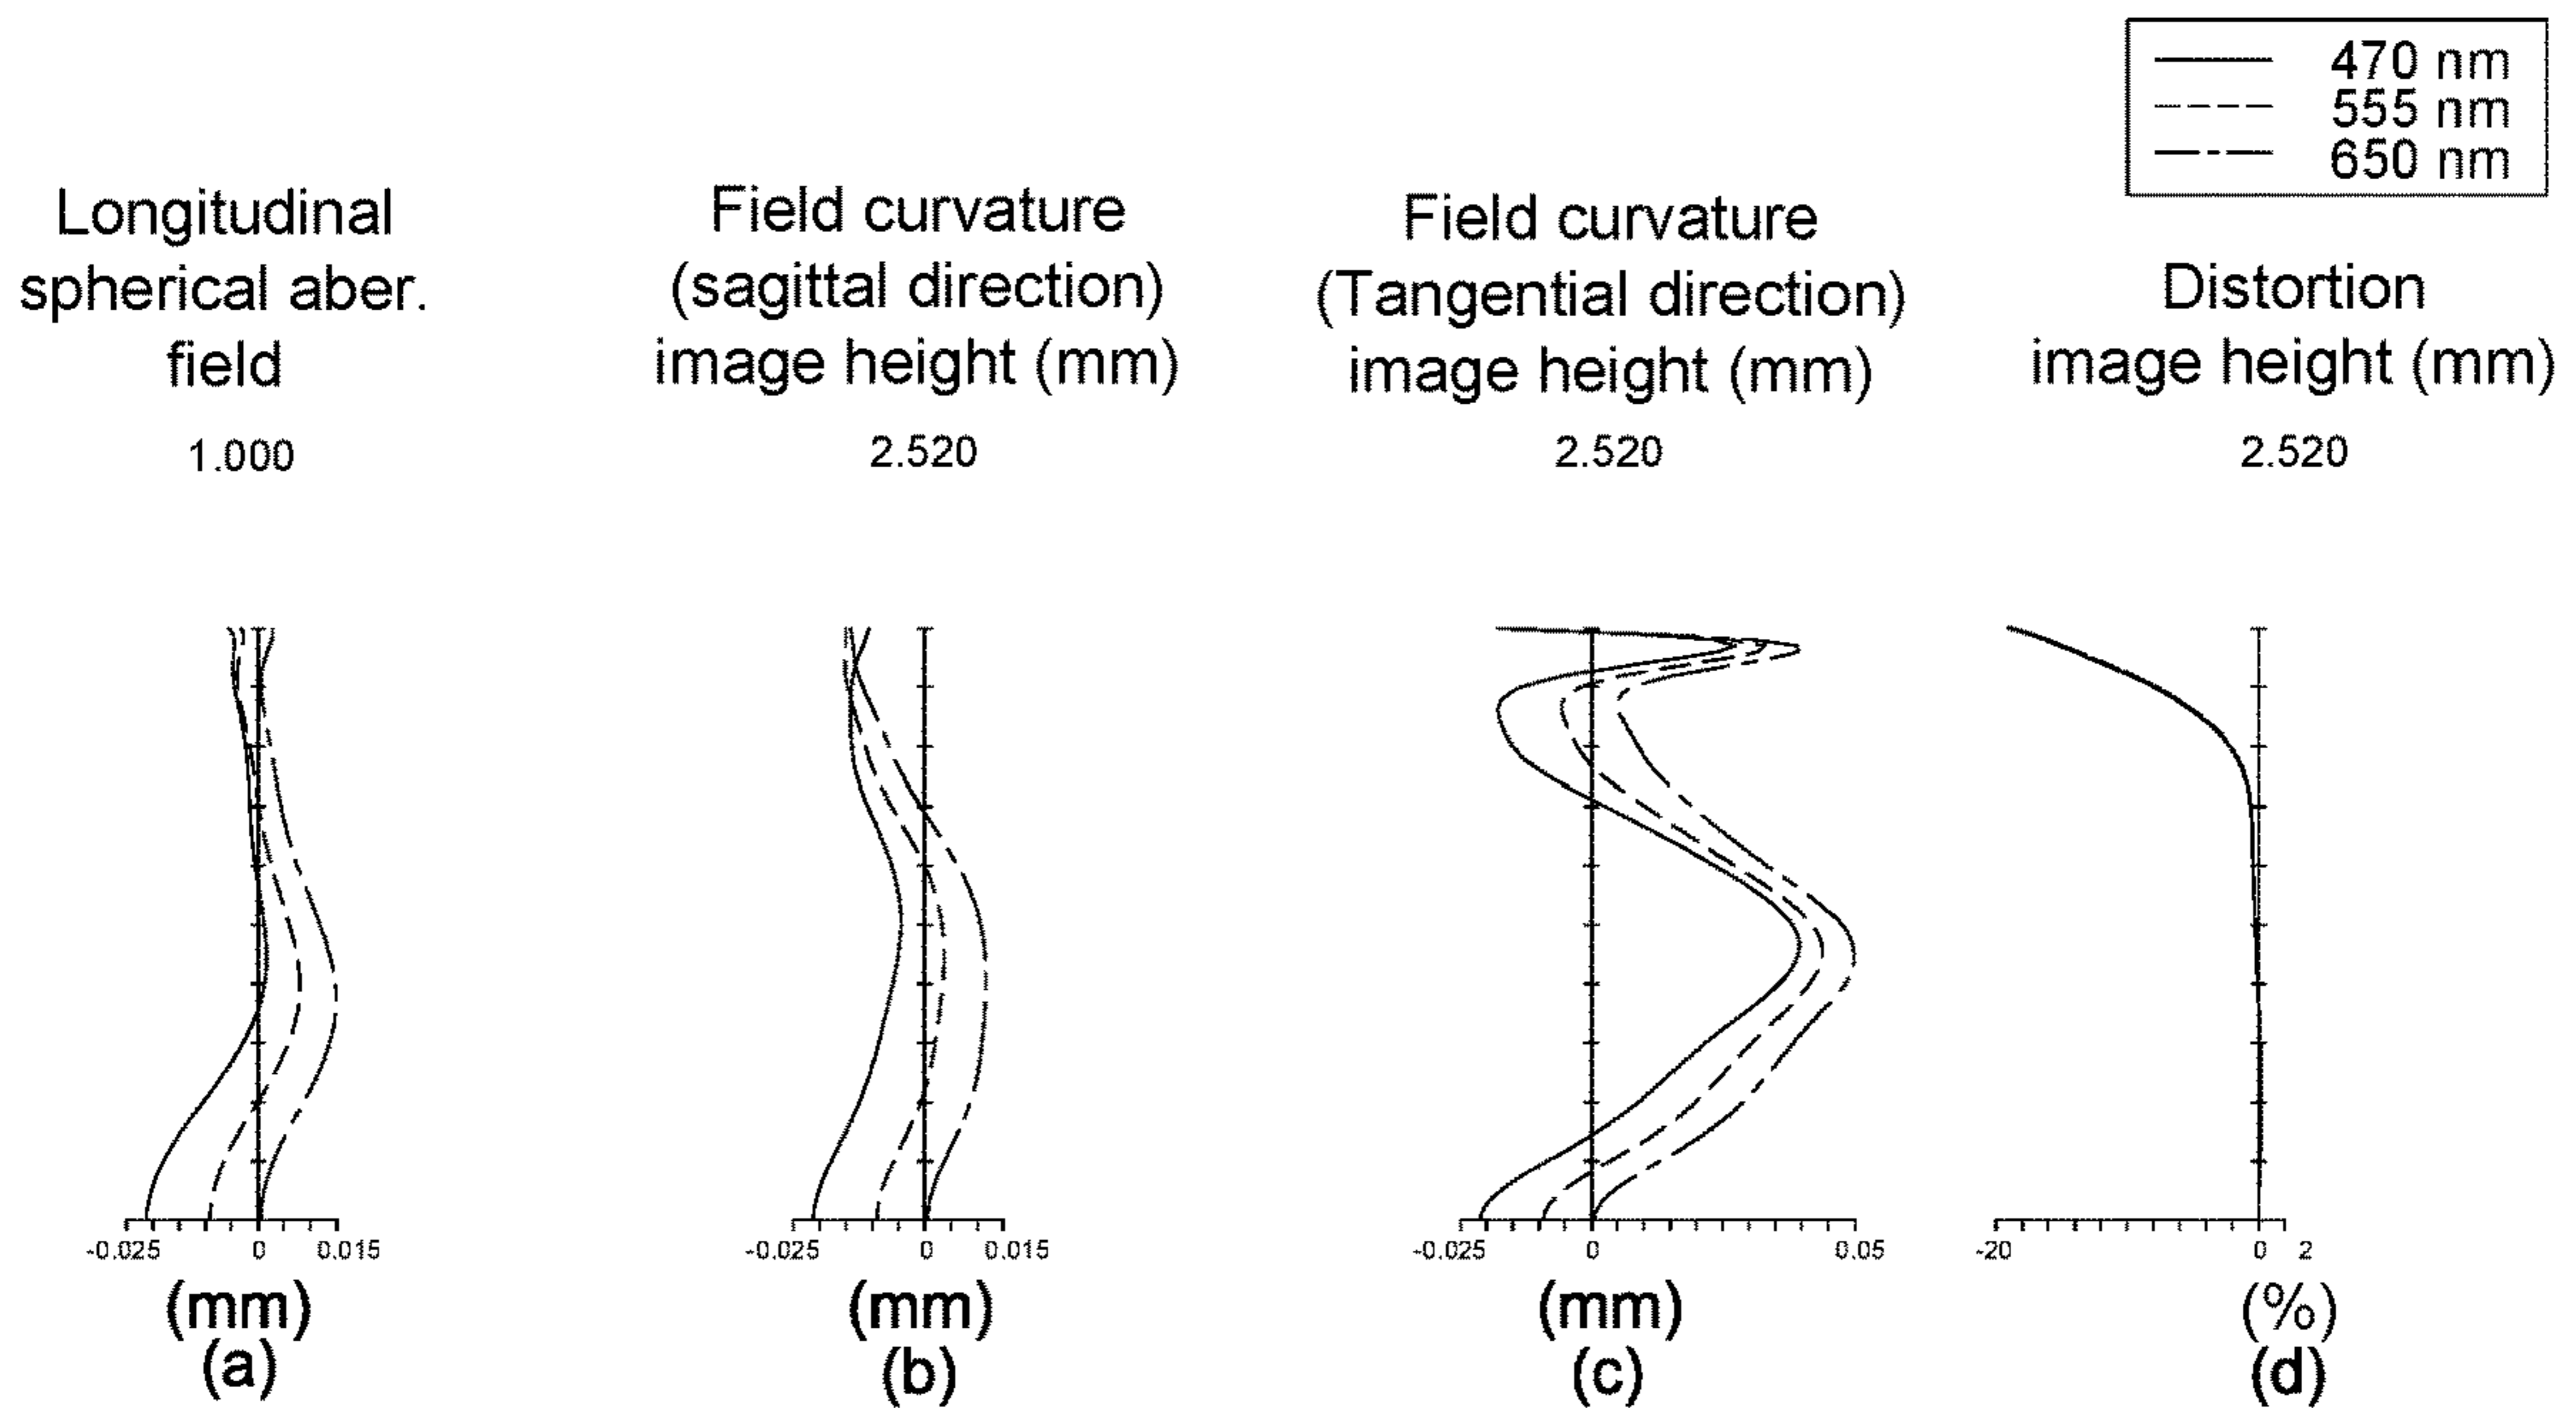 470 nm
555 nm
650 nm
Longitudinal
spherical aber.
field
1.000
Field curvature
(sagittal direction)
image height (mm)
2.520
Field curvature
(Tangential direction)
image height (mm)
2.520
Distortion
image height (mm)
2.520
-0.025 0 0.015
(mm)
(a)
-0.025 0 0.015
(mm)
(b)
-0.025 0 0.05
(mm)
(c)
-20 0 2
(%)
(d)